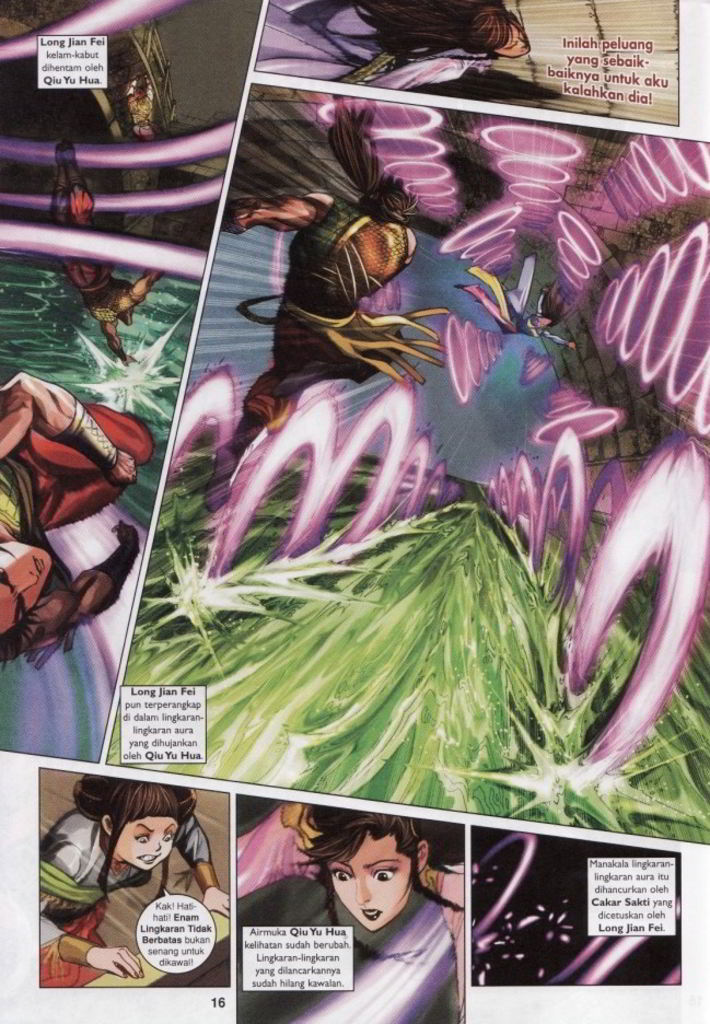 Long Jian Fei
kelam-kabut
dihentam oleh
Qiu Yu Hua.
Inilah peluang
yang sebaik-
baiknya untuk aku
kalahkan dia!
Long Jian Fei
pun terperangkap
di dalam lingkaran-
lingkaran aura
yang dihujankan
oleh Qiu Yu Hua.
Kak! Hati-
hati! Enam
Lingkaran Tidak
Berbatas bukan
senang untuk
dikawal!
Airmuka Qiu Yu Hua
kelihatan sudah berubah.
Lingkaran-lingkaran
yang dilancarkannya
sudah hilang kawalan.
Manakala lingkaran-
lingkaran aura itu
dihancurkan oleh
Cakar Sakti yang
dicetuskan oleh
Long Jian Fei.
16